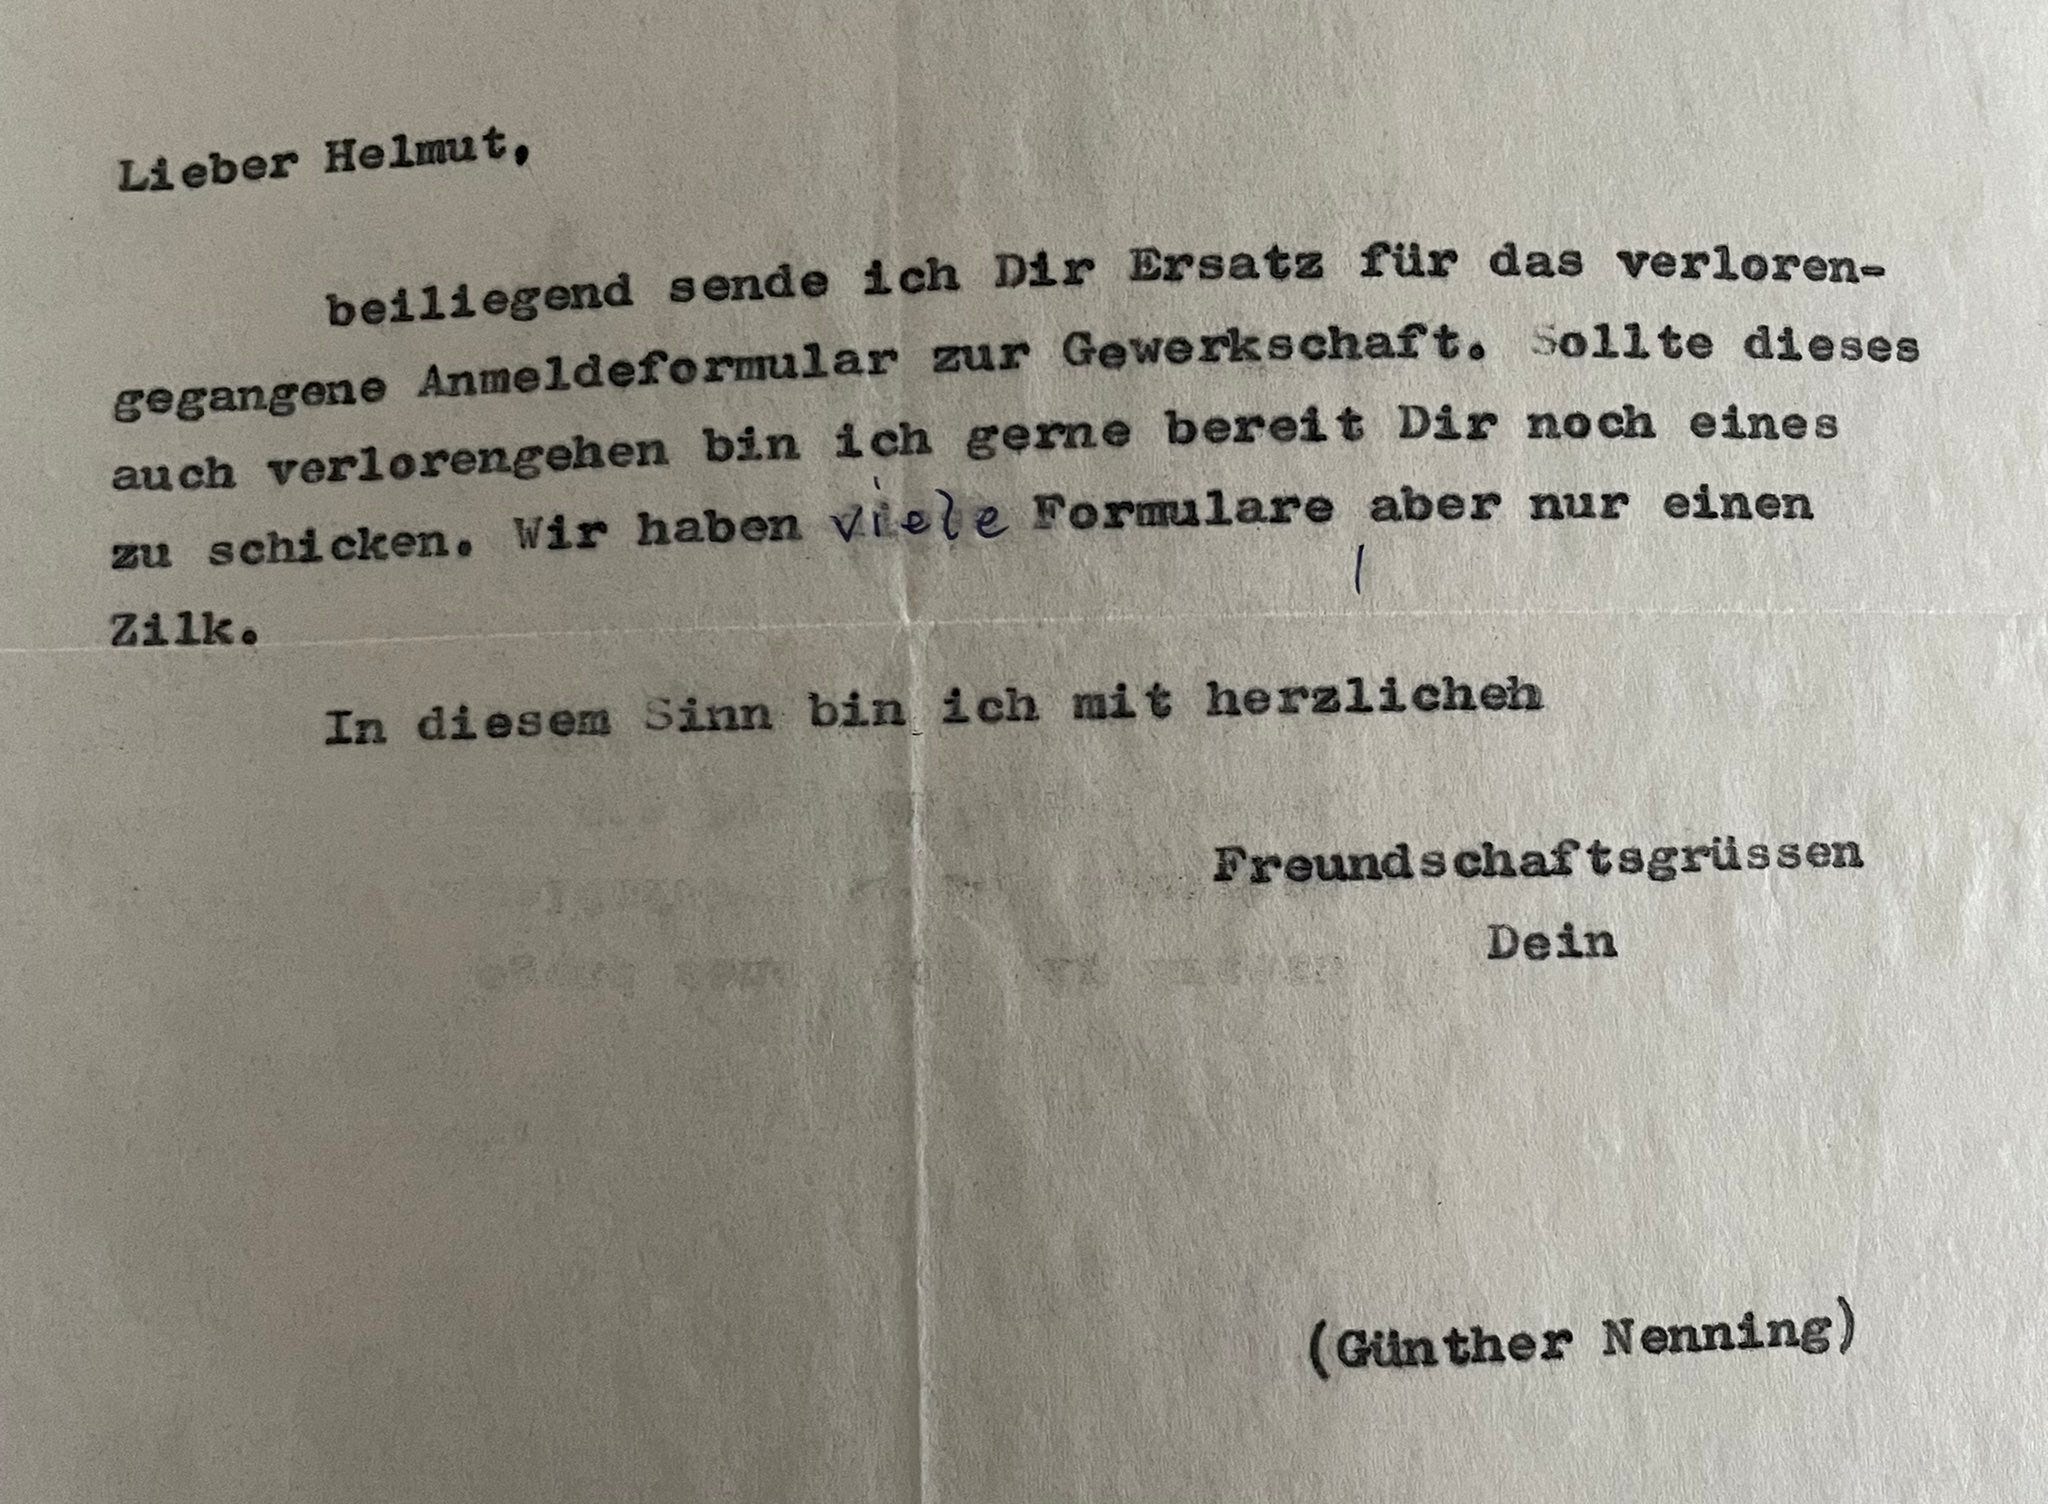 Lieber Helmut,
beiliegend sende ich Dir Ersatz für das verloren-
gegangene Anmeldeformular zur Gewerkschaft. Sollte dieses
auch verlorengehen bin ich gerne bereit Dir noch eines
zu schicken. Wir haben viele Formulare, aber nur einen
Zilk.
In diesem Sinn bin ich mit herzlicheh
Freundschaftsgrüssen
Dein
(Günther Nenning)